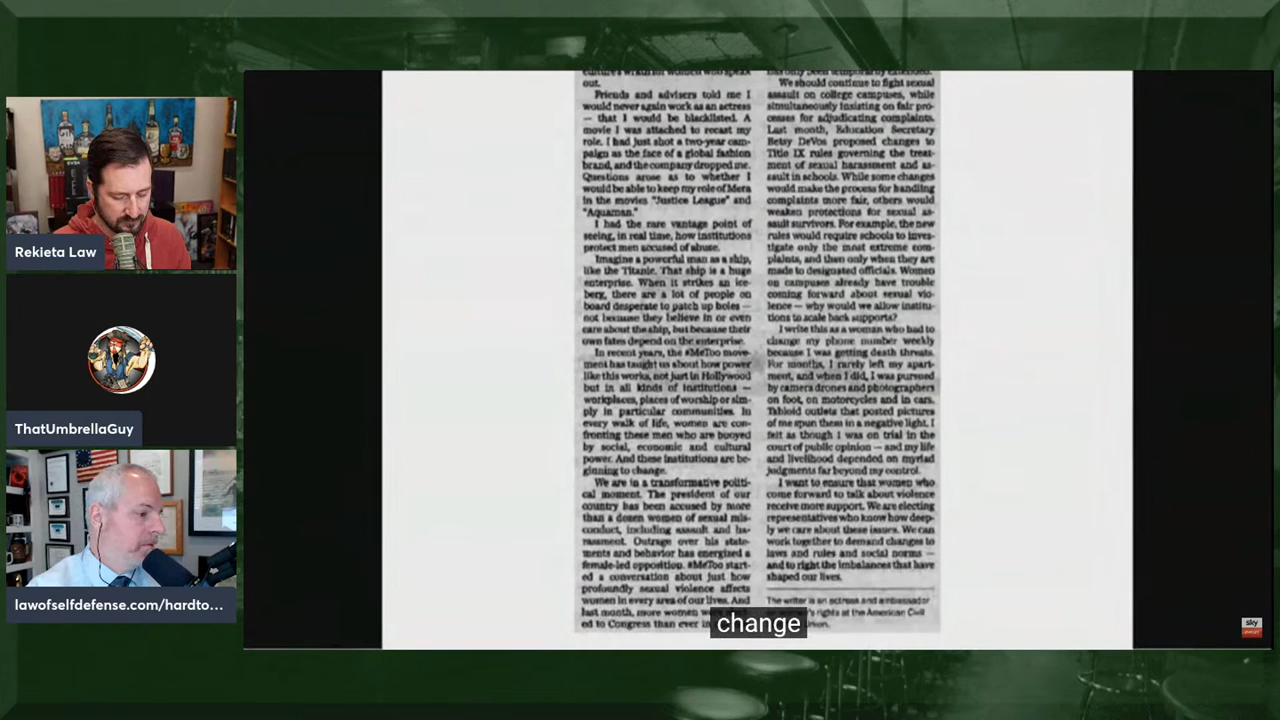 Rekieta Law
ThatUmbrellaGuy
lawofselfdefense.com/hardto...
out.
Friends and advisers told me I
would never again work as an actress
— that I would be blacklisted. A
movie I was attached to recast my
role. I had just shot a two-year cam-
paign as the face of a global fashion
brand, and the company dropped me.
Questions arose as to whether I
would be able to keep my role of Mera
in the movies "Justice League" and
"Aquaman."
I had the rare vantage point of
seeing, in real time, how institutions
protect men accused of abuse.
Imagine a powerful man as a ship,
like the Titanic. That ship is a huge
enterprise. When it strikes an ice-
berg, there are a lot of people on
board desperate to patch up holes —
not because they believe in or even
care about the ship, but because their
own fates depend on the enterprise.
In recent years, the #MeToo move-
ment has taught us about how power
like this works, not just in Hollywood
but in all kinds of institutions —
workplaces, places of worship or sim-
ply in particular communities. In
every walk of life, women are con-
fronting these men who are buoyed
by social, economic and cultural
power. And these institutions are be-
ginning to change.
We are in a transformative politi-
cal moment. The president of our
country has been accused by more
than a dozen women of sexual mis-
conduct, including assault and ha-
rassment. Outrage over his state-
ments and behavior has energized a
female-led opposition. #MeToo start-
ed a conversation about just how
profoundly sexual violence affects
women in every area of our lives. And
last month, more women
ed to Congress than ever in
We should continue to fight sexual
assault on college campuses, while
simultaneously insisting on fair pro-
cesses for adjudicating complaints.
Last month, Education Secretary
Betsy DeVos proposed changes to
Title IX rules governing the treat-
ment of sexual harassment and as-
sault in schools. While some changes
would make the process for handling
complaints more fair, others would
weaken protections for sexual as-
sault survivors. For example, the new
rules would require schools to inves-
tigate only the most extreme com-
plaints, and then only when they are
made to designated officials. Women
on campuses already have trouble
coming forward about sexual vio-
lence — why would we allow institu-
tions to scale back supports?
I write this as a woman who had to
change my phone number weekly
because I was getting death threats.
For months, I rarely left my apart-
ment, and when I did, I was pursued
by camera drones and photographers
on foot, on motorcycles and in cars.
Tabloid outlets that posted pictures
of me spun them in a negative light. I
felt as though I was on trial in the
court of public opinion — and my life
and livelihood depended on myriad
judgments far beyond my control.
I want to ensure that women who
come forward to talk about violence
receive more support. We are electing
representatives who know how deep-
ly we care about these issues. We can
work together to demand changes to
laws and rules and social norms —
and to right the imbalances that have
shaped our lives.
The writer is an actress and ambassador
women's rights at the American Civil
change
sky